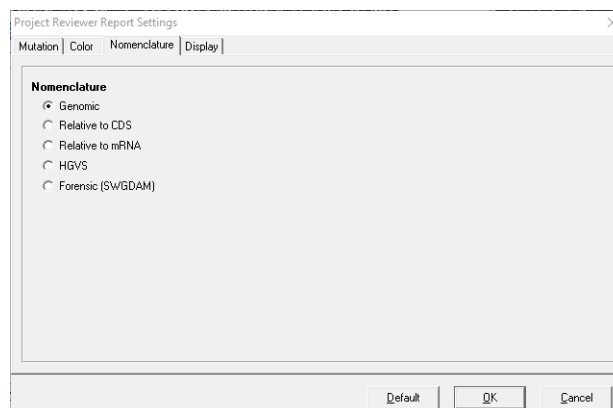 Project Reviewer Report Settings
Mutation Color Nomenclature Display
Nomenclature
Genomic
Relative to CDS
Relative to mRNA
HGVS
Forensic (SWGDAM)
Default OK Cancel